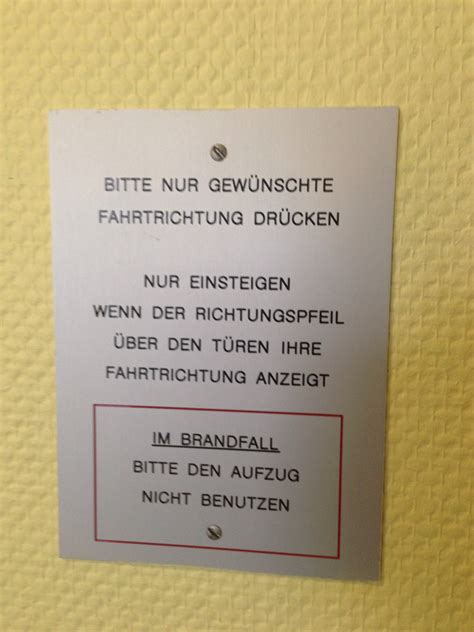 BITTE NUR GEWÜNSCHTE
FAHRTRICHTUNG DRÜCKEN
NUR EINSTEIGEN
WENN DER RICHTUNGSPFEIL
ÜBER DEN TÜREN IHRE
FAHRTRICHTUNG ANZEIGT
IM BRANDFALL
BITTE DEN AUFZUG
NICHT BENUTZEN